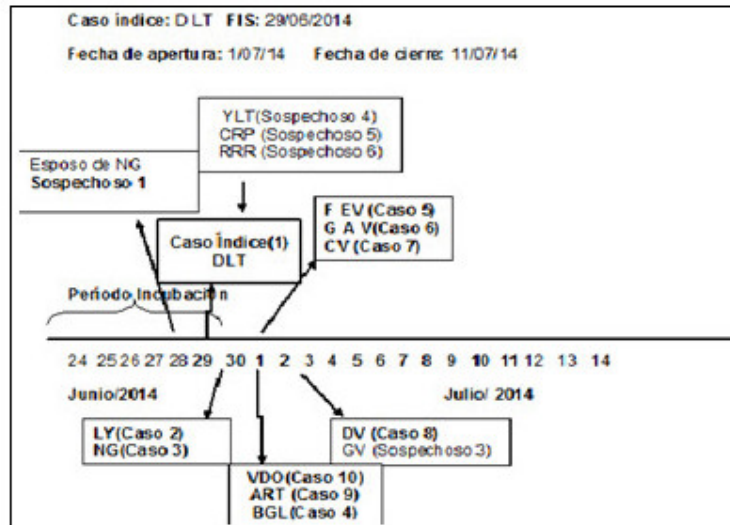 Caso índice: DLT FIS: 29/06/2014
Fecha de apertura: 1/07/14 Fecha de cierre: 11/07/14
YLT(Sospechoso 4)
CRP (Sospechoso 5)
RRR (Sospechoso 6)
Esposo de NG
Sospechoso 1
F EV (Caso 5)
G A V(Caso 6)
CV (Caso 7)
Caso Índice(1)
DLT
Período Incubación
24 25 26 27 28 29 30 1 2 3 4 5 6 7 8 9 10 11 12 13 14
Junio/2014 Julio/ 2014
LY(Caso 2)
NG(Caso 3)
DV (Caso 8)
GV (Sospechoso 3)
VDO(Caso 10)
ART (Caso 9)
BGL(Caso 4)